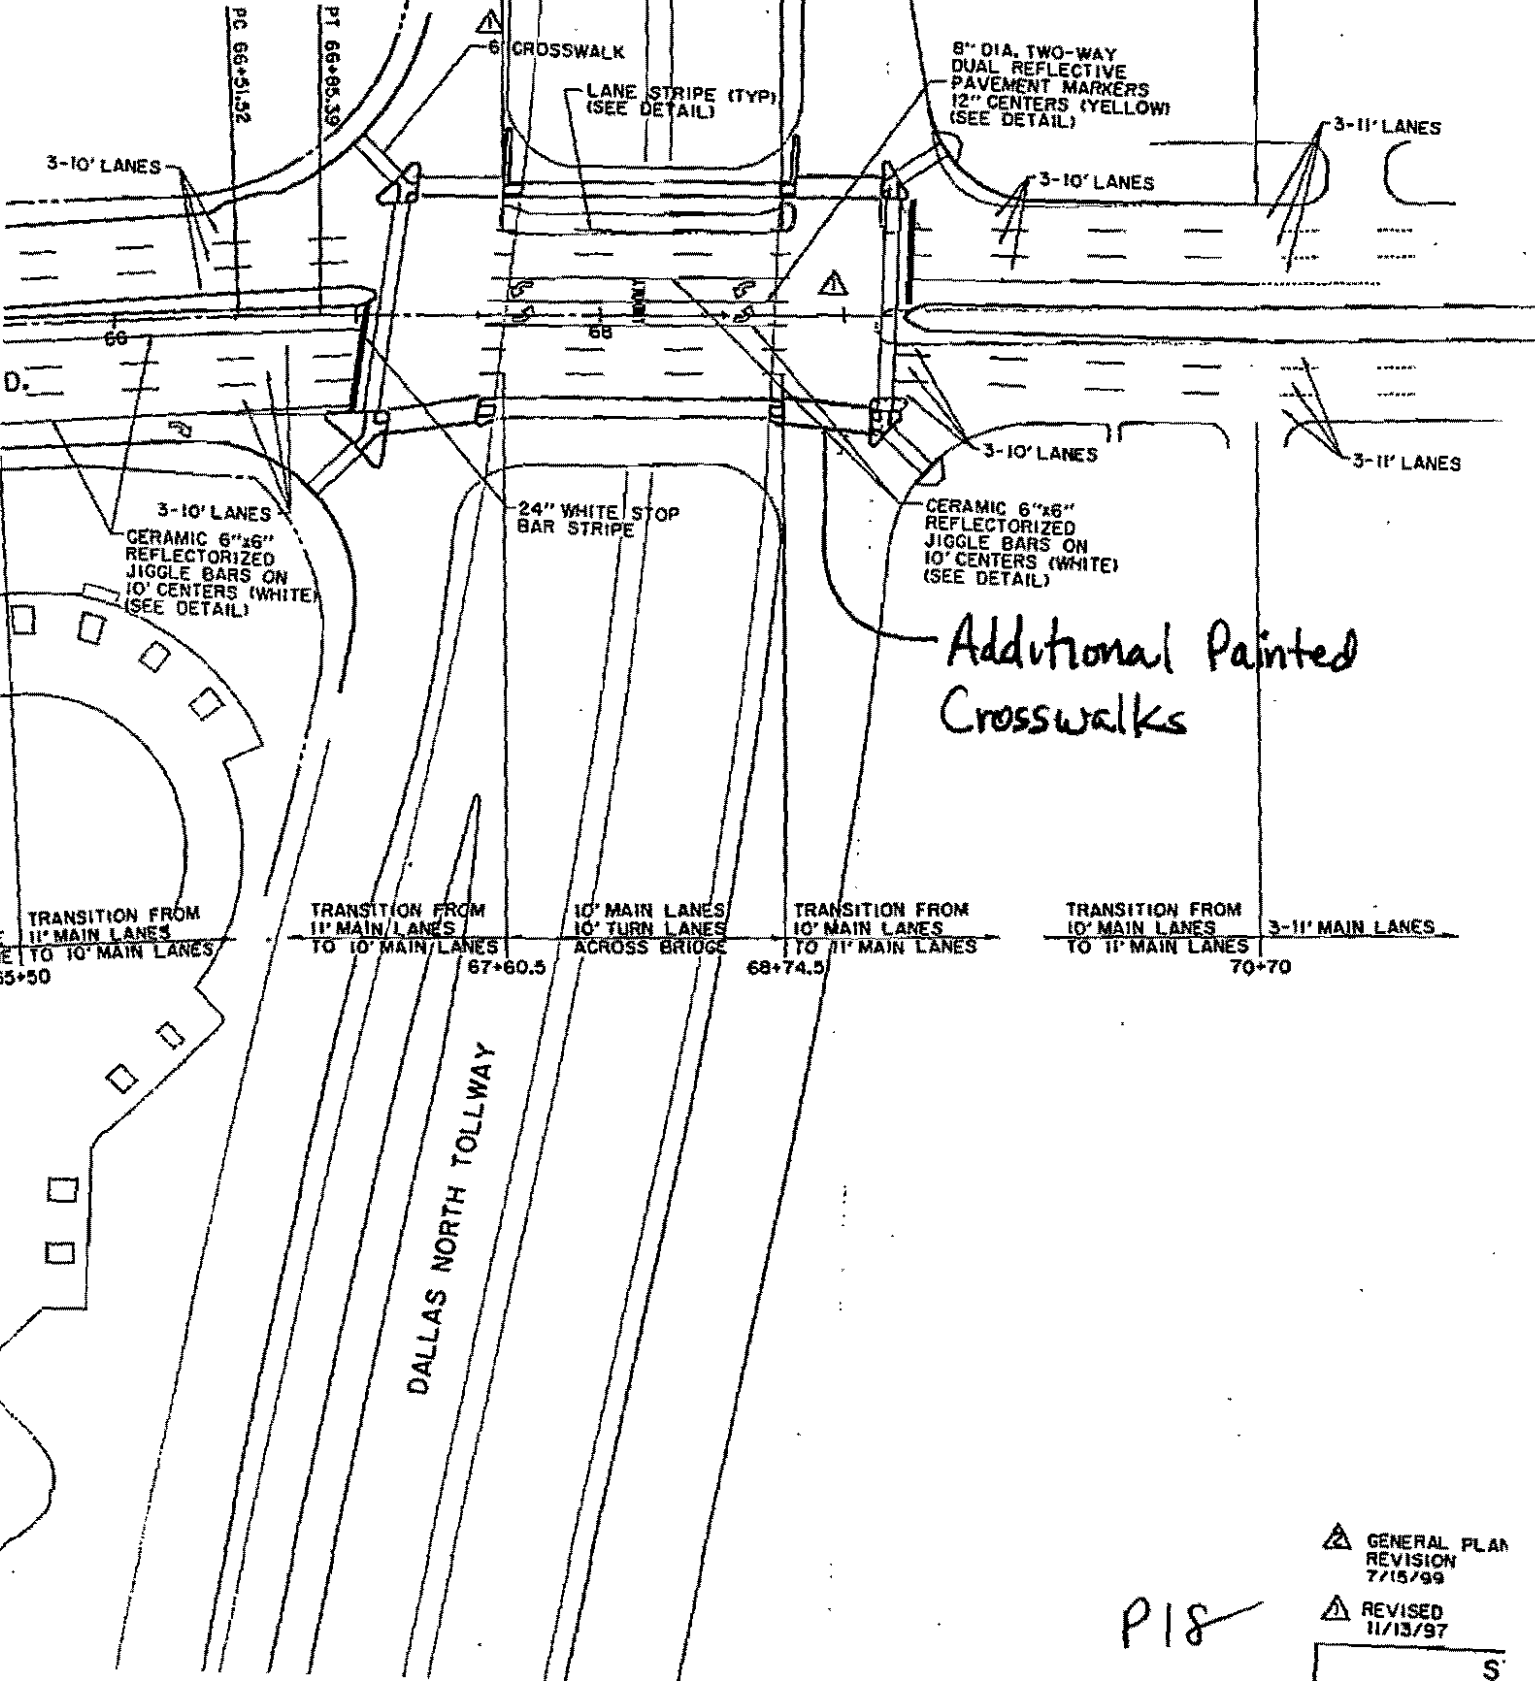 PC 66+51.52
PT 66+85.39
6' CROSSWALK
LANE STRIPE (TYP)
(SEE DETAIL)
8" DIA. TWO-WAY
DUAL REFLECTIVE
PAVEMENT MARKERS
12" CENTERS (YELLOW)
(SEE DETAIL)
3-11' LANES
3-10' LANES
3-10' LANES
1
1
66
68
D.
3-10' LANES
3-11' LANES
3-10' LANES
24" WHITE STOP
BAR STRIPE
CERAMIC 6"x6"
REFLECTORIZED
JIGGLE BARS ON
10' CENTERS (WHITE)
(SEE DETAIL)
CERAMIC 6"x6"
REFLECTORIZED
JIGGLE BARS ON
10' CENTERS (WHITE)
(SEE DETAIL)
Additional Painted
Crosswalks
TRANSITION FROM
11' MAIN LANES
TO 10' MAIN LANES
TRANSITION FROM
11' MAIN LANES
TO 10' MAIN LANES
10' MAIN LANES
10' TURN LANES
ACROSS BRIDGE
TRANSITION FROM
10' MAIN LANES
TO 11' MAIN LANES
TRANSITION FROM
10' MAIN LANES
TO 11' MAIN LANES
3-11' MAIN LANES
65+50
67+60.5
68+74.5
70+70
DALLAS NORTH TOLLWAY
2 GENERAL PLAN
REVISION
7/15/99
1 REVISED
11/13/97
P18